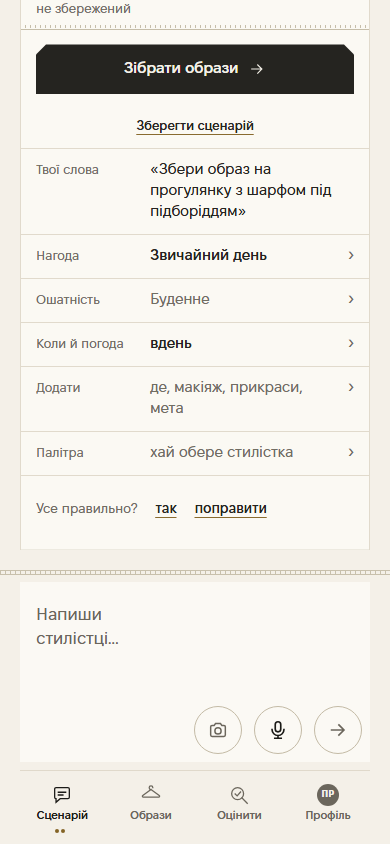 не збережений
Зібрати образи →
Зберегти сценарій
Твої слова
«Збери образ на
прогулянку з шарфом під
підборіддям»
Нагода
Звичайний день
Ошатність
Буденне
Коли й погода
вдень
Додати
де, макіяж, прикраси,
мета
Палітра
хай обере стилістка
Усе правильно? так поправити
Напиши
стилістці...
ПР
Сценарій
Образи
Оцінити
Профіль